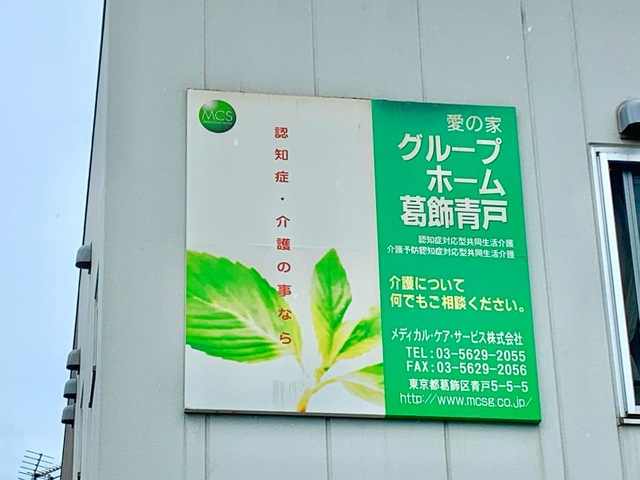 MCS
認知症・介護の事なら
愛の家
グループ
ホーム
葛飾青戸
認知症対応型共同生活介護
介護予防認知症対応型共同生活介護
介護について
何でもご相談ください。
メディカル・ケア・サービス株式会社
TEL:03-5629-2055
FAX:03-5629-2056
東京都葛飾区青戸5-5-5
http://www.mcsg.co.jp/